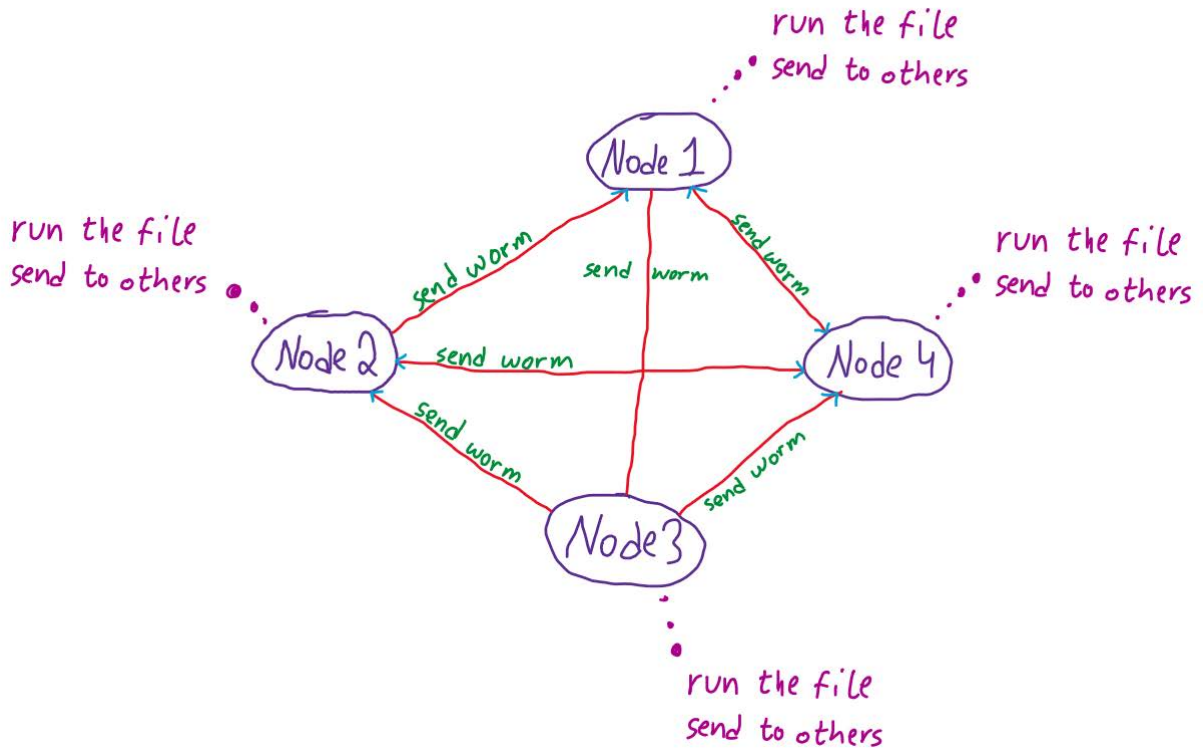 run the file
send to others
Node 1
run the file
send to others
send worm
send worm
send worm
run the file
send to others
Node 2
send worm
Node 4
send worm
send worm
Node3
run the file
send to others